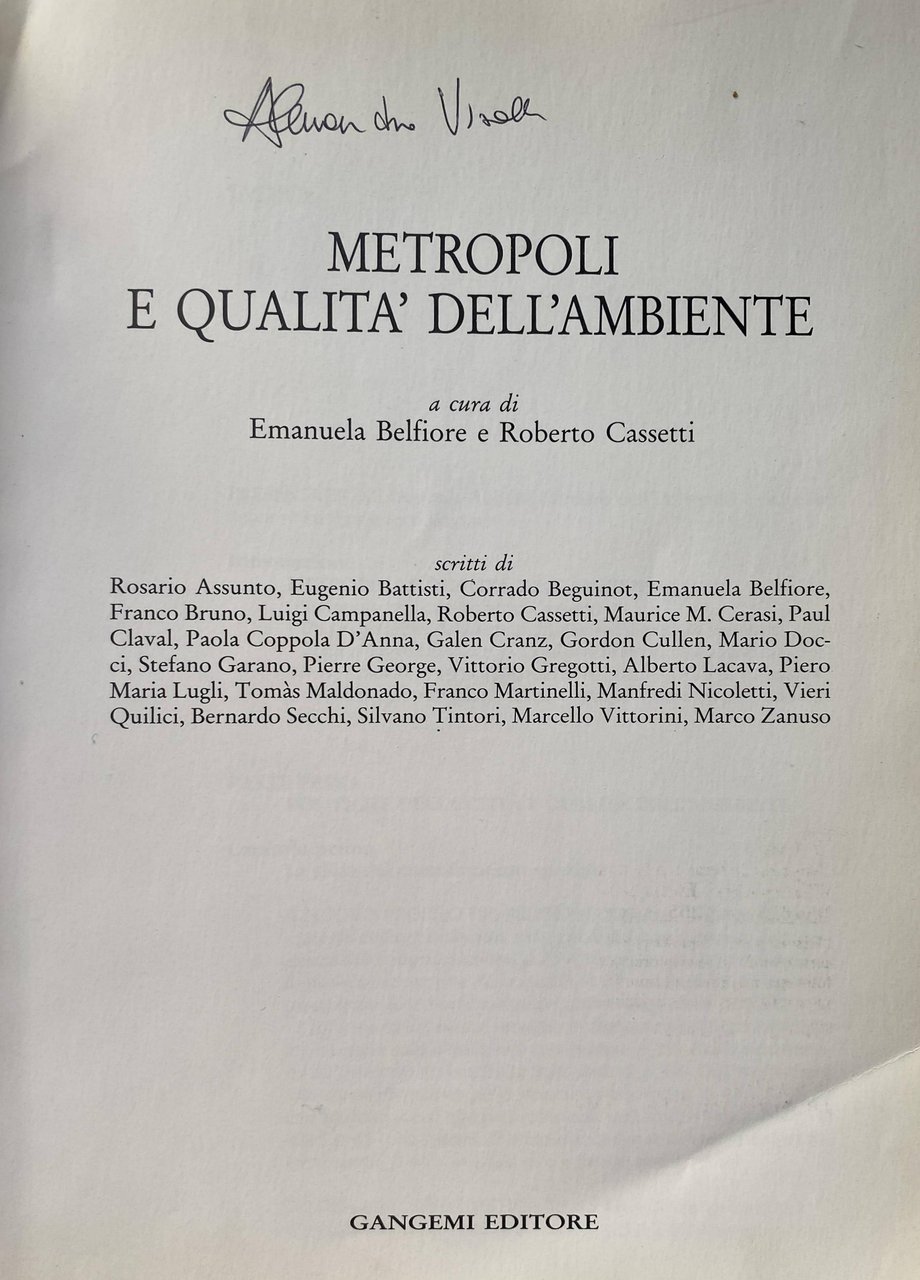 Alessandro
METROPOLI
E QUALITA' DELL'AMBIENTE
a cura di
Emanuela Belfiore e Roberto Cassetti
scritti di
Rosario Assunto, Eugenio Battisti, Corrado Beguinot, Emanuela Belfiore,
Franco Bruno, Luigi Campanella, Roberto Cassetti, Maurice M. Cerasi, Paul
Claval, Paola Coppola D'Anna, Galen Cranz, Gordon Cullen, Mario Doc-
ci, Stefano Garano, Pierre George, Vittorio Gregotti, Alberto Lacava, Piero
Maria Lugli, Tomàs Maldonado, Franco Martinelli, Manfredi Nicoletti, Vieri
Quilici, Bernardo Secchi, Silvano Tintori, Marcello Vittorini, Marco Zanuso
GANGEMI EDITORE